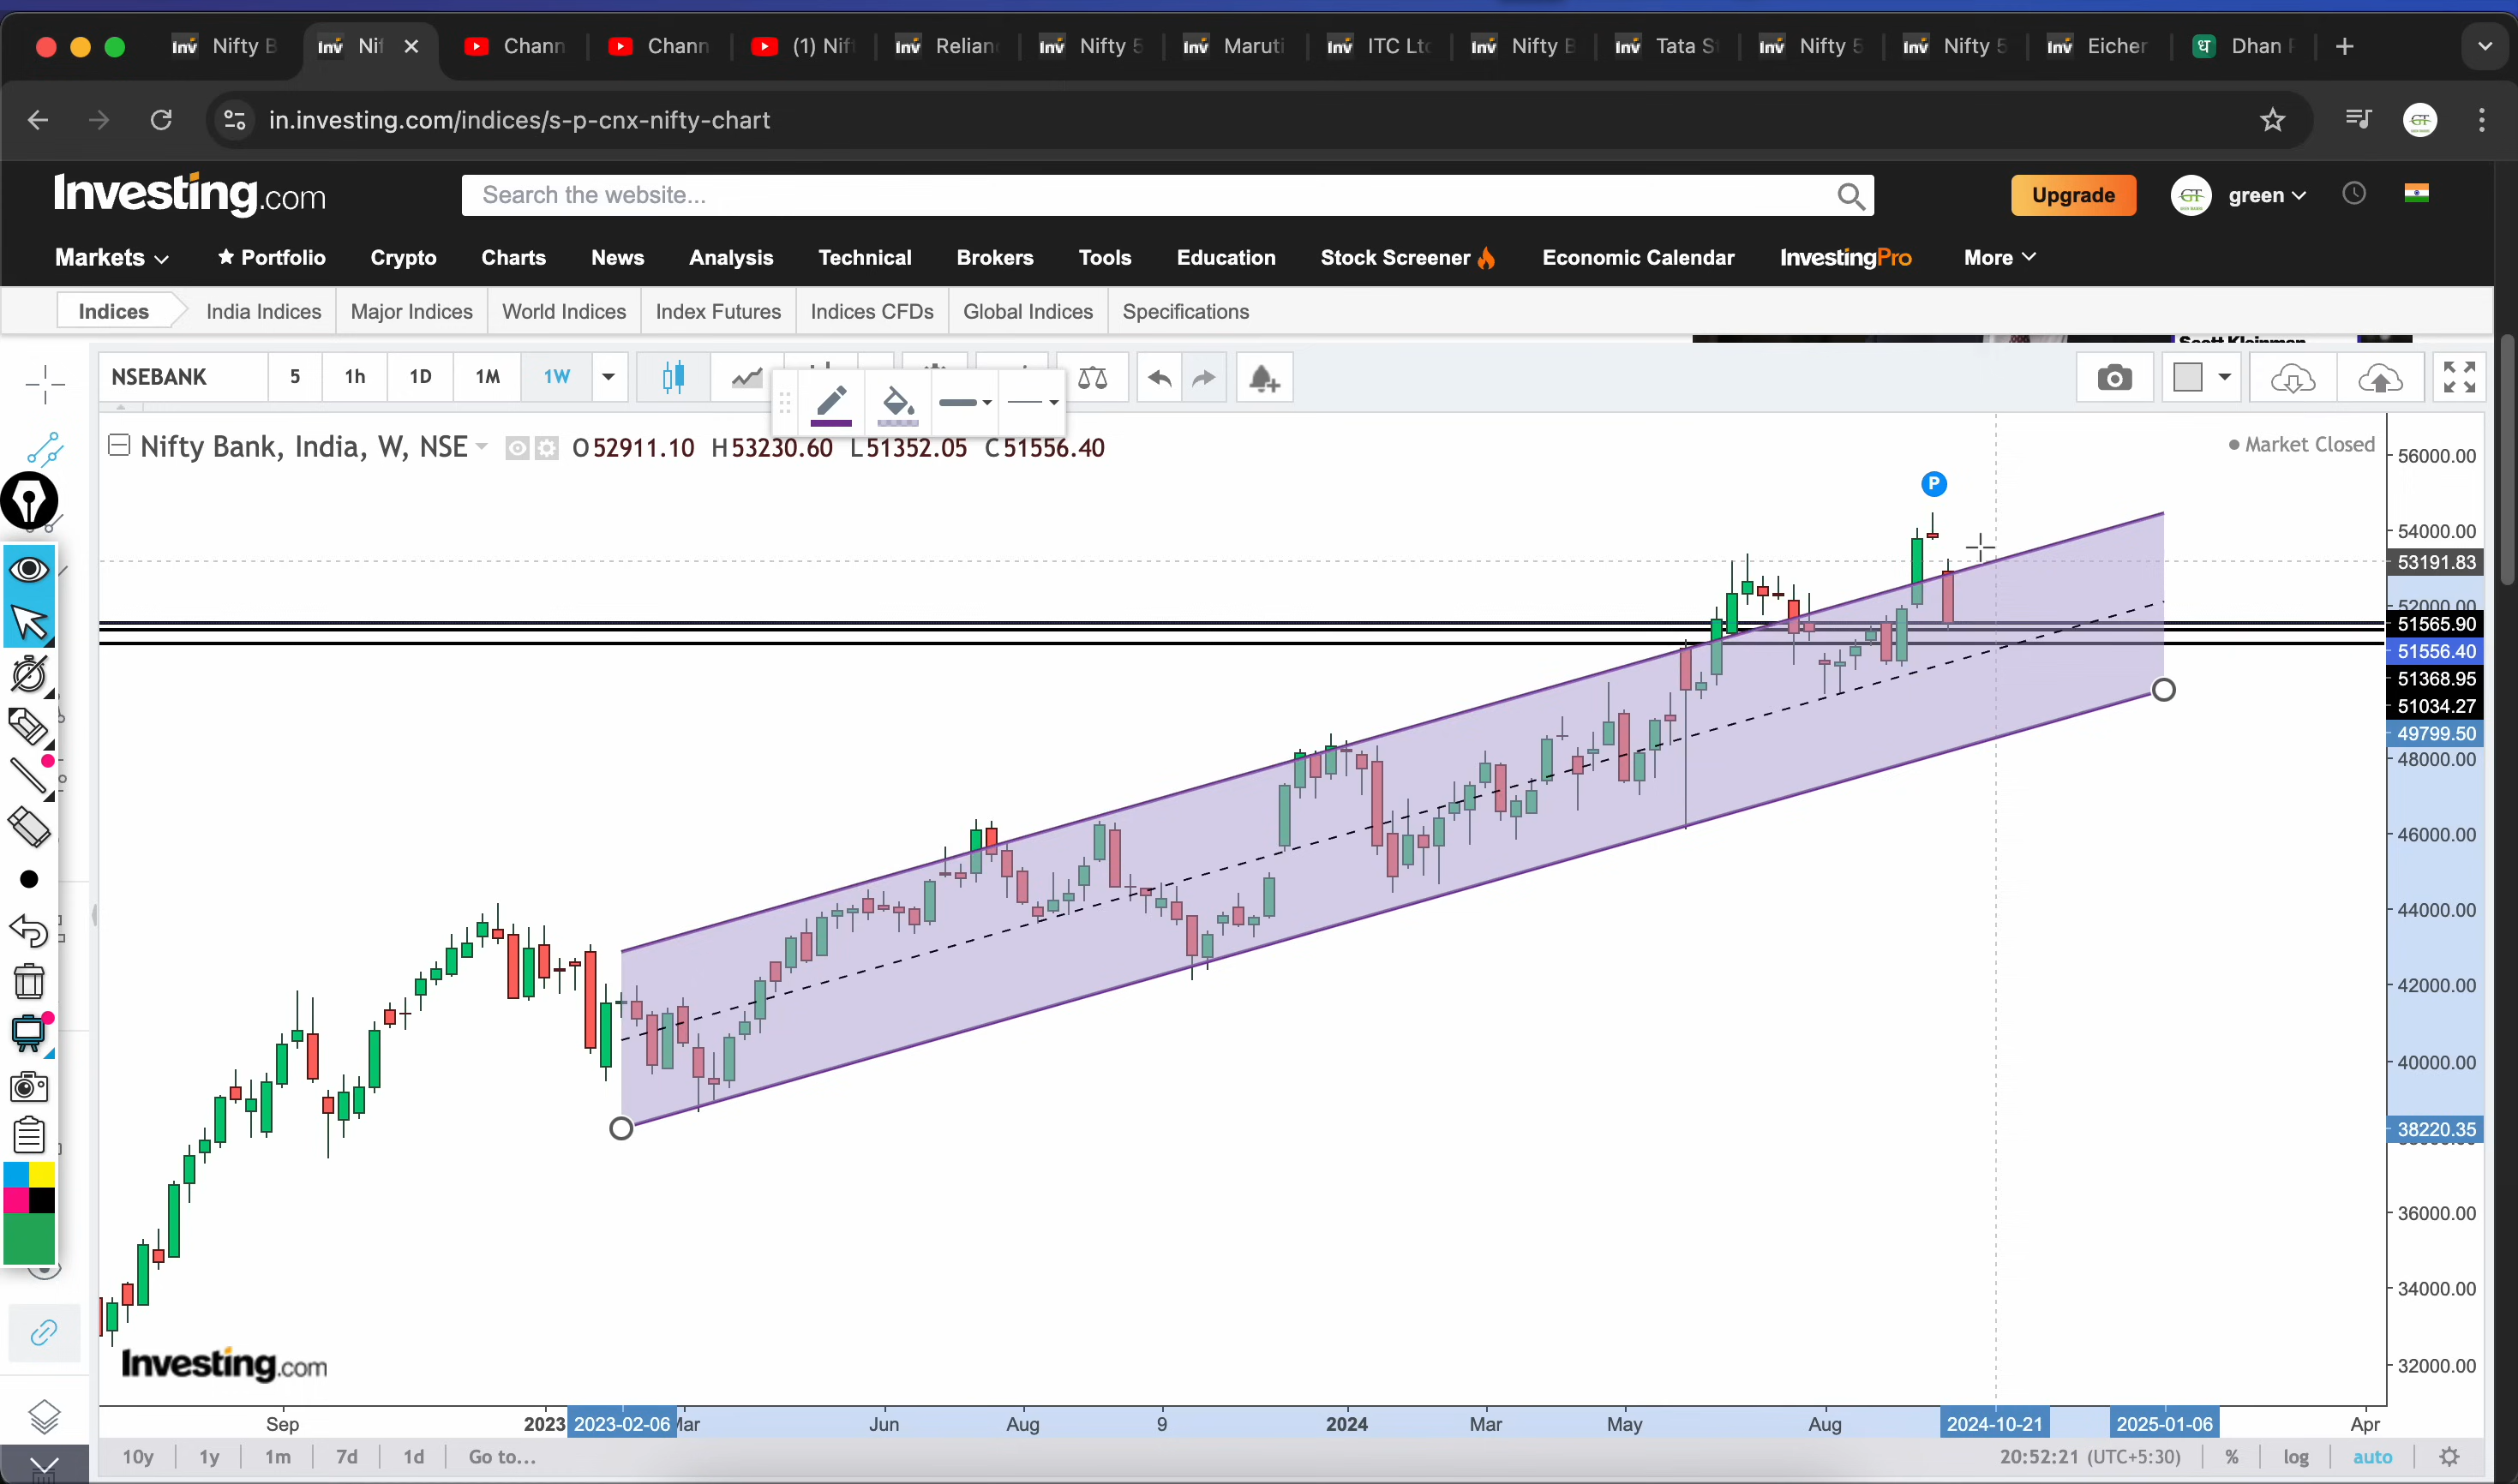 Nifty B
Nif
Chann
Chann
(1) Nif
Relian
Nifty 5
Maruti
ITC Ltd
Nifty B
Tata S
Nifty 5
Nifty 5
Eicher
Dhan
in.investing.com/indices/s-p-cnx-nifty-chart
Investing.com
Search the website...
Upgrade
GT
green
Markets
Portfolio
Crypto
Charts
News
Analysis
Technical
Brokers
Tools
Education
Stock Screener
Economic Calendar
InvestingPro
More
Indices
India Indices
Major Indices
World Indices
Index Futures
Indices CFDs
Global Indices
Specifications
NSEBANK
5
1h
1D
1M
1W
Nifty Bank, India, W, NSE
O 52911.10 H 53230.60 L 51352.05 C 51556.40
Market Closed
P
56000.00
54000.00
53191.83
52000.00
51565.90
51556.40
51368.95
51034.27
49799.50
48000.00
46000.00
44000.00
42000.00
40000.00
38220.35
36000.00
34000.00
32000.00
Investing.com
Sep
2023
2023-02-06
Mar
Jun
Aug
9
2024
Mar
May
Aug
2024-10-21
2025-01-06
Apr
10y
1y
1m
7d
1d
Go to...
20:52:21 (UTC+5:30)
%
log
auto